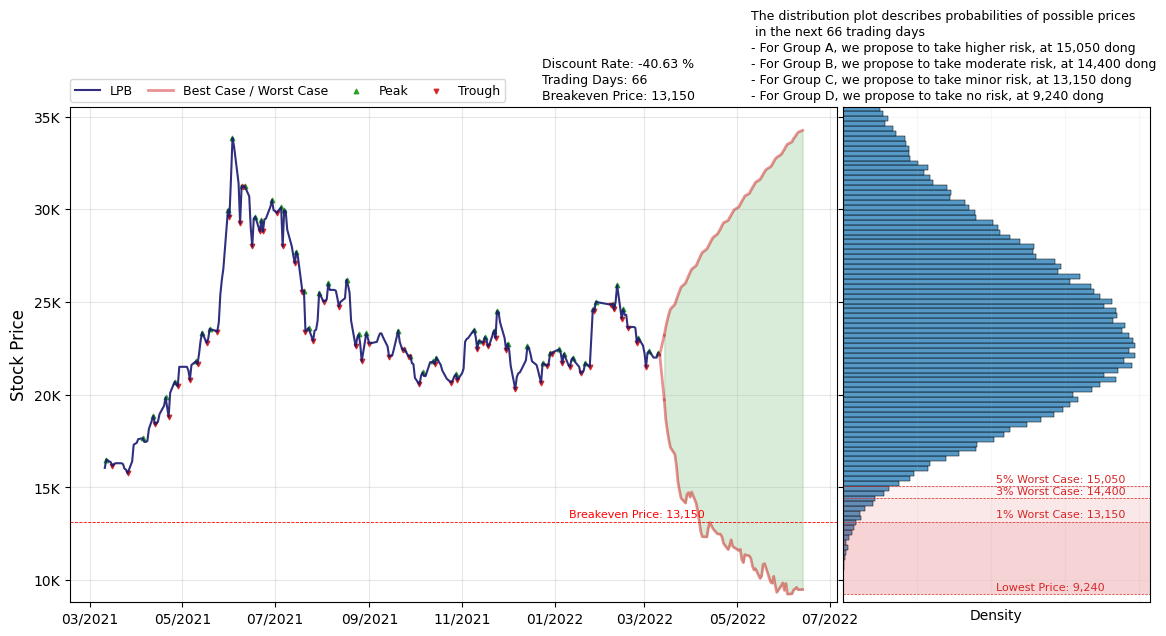 The distribution plot describes probabilities of possible prices
in the next 66 trading days
- For Group A, we propose to take higher risk, at 15,050 dong
- For Group B, we propose to take moderate risk, at 14,400 dong
- For Group C, we propose to take minor risk, at 13,150 dong
- For Group D, we propose to take no risk, at 9,240 dong
Discount Rate: -40.63 %
Trading Days: 66
Breakeven Price: 13,150
LPB
Best Case / Worst Case
Peak
Trough
Stock Price
35K
30K
25K
20K
15K
10K
Breakeven Price: 13,150
5% Worst Case: 15,050
3% Worst Case: 14,400
1% Worst Case: 13,150
Lowest Price: 9,240
03/2021
05/2021
07/2021
09/2021
11/2021
01/2022
03/2022
05/2022
07/2022
Density